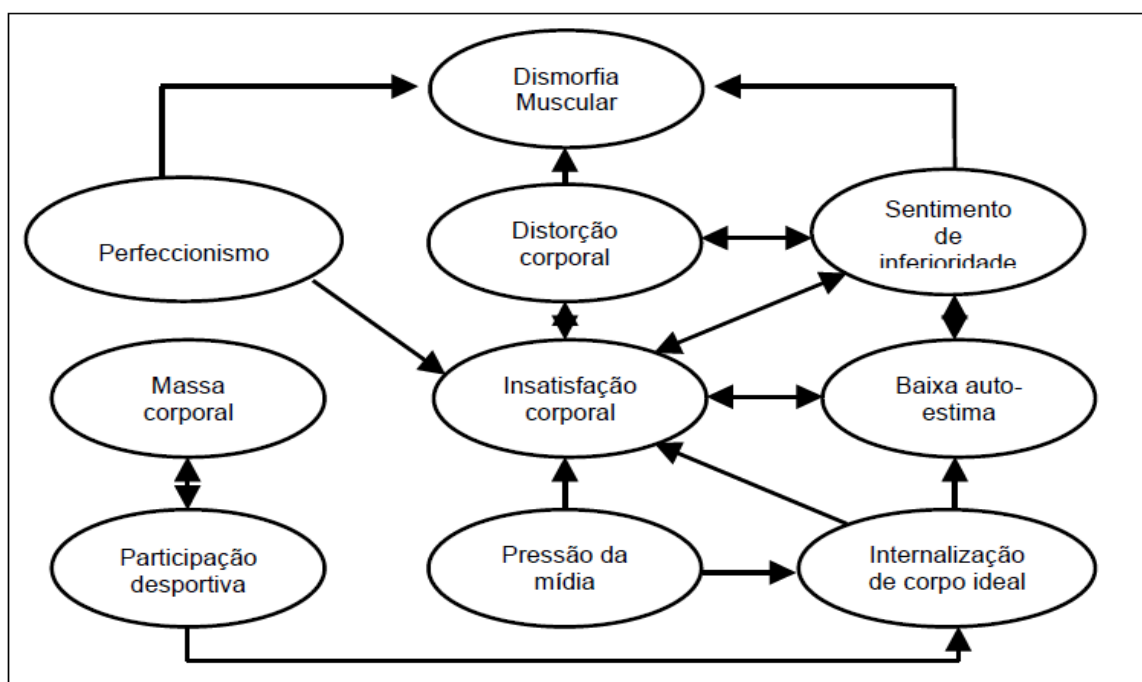 Dismorfia
Muscular
Perfeccionismo
Distorção
corporal
Sentimento
de
inferioridade
Massa
corporal
Insatisfação
corporal
Baixa auto-
estima
Participação
desportiva
Pressão da
mídia
Internalização
de corpo ideal